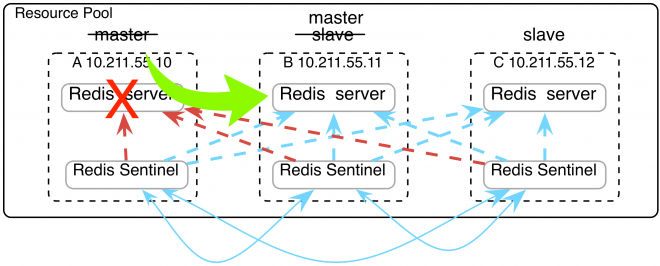 Resource Pool
master
master
slave
slave
A 10.211.55.10
B 10.211.55.11
C 10.211.55.12
Redis server
Redis server
Redis server
Redis Sentinel
Redis Sentinel
Redis Sentinel